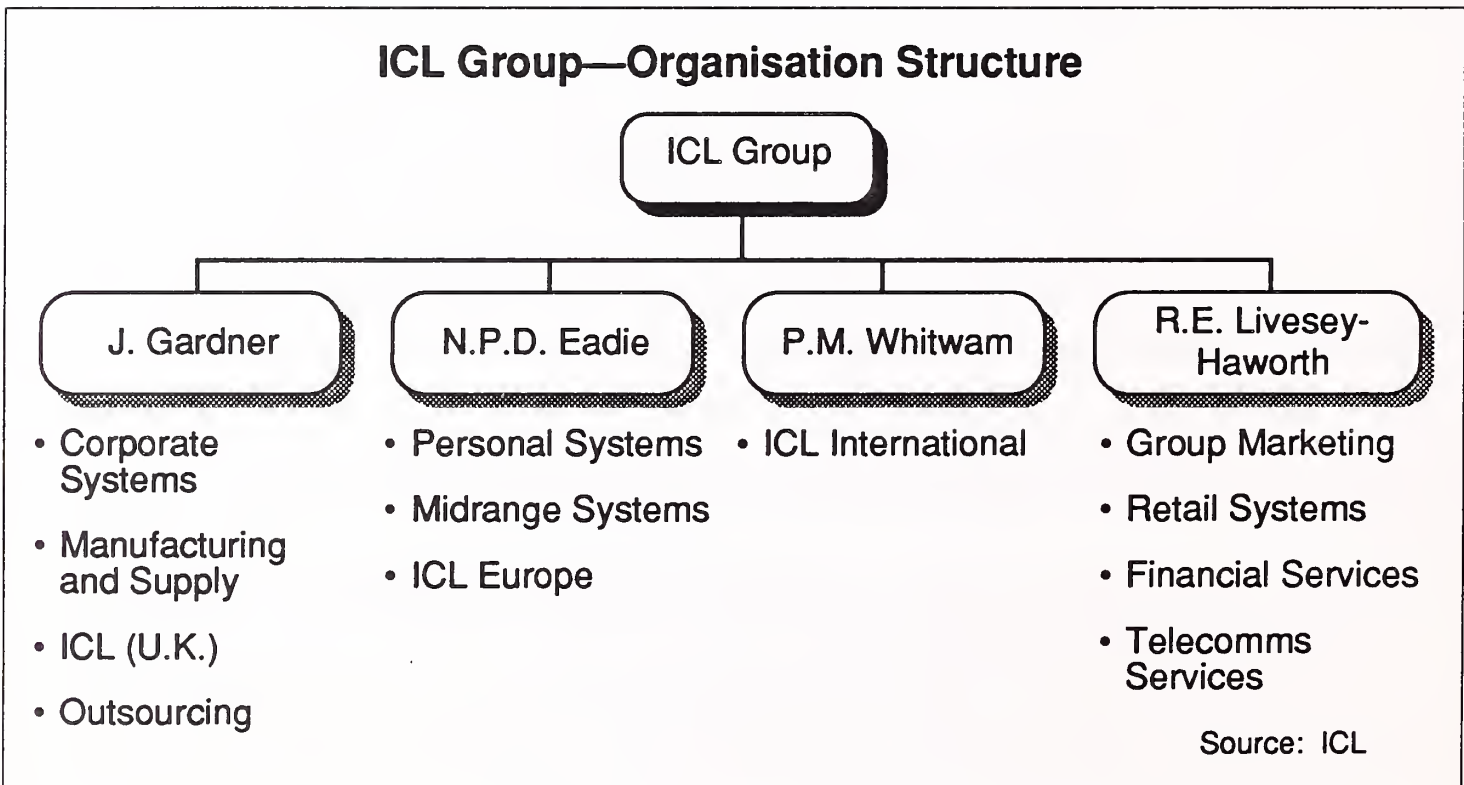 ICL Group—Organisation Structure
ICL Group
J. Gardner
• Corporate
Systems
• Manufacturing
and Supply
• ICL (U.K.)
• Outsourcing
N.P.D. Eadie
• Personal Systems
• Midrange Systems
• ICL Europe
P.M. Whitwam
• ICL International
R.E. Livesey-
Haworth
• Group Marketing
• Retail Systems
• Financial Services
• Telecomms
Services
Source: ICL